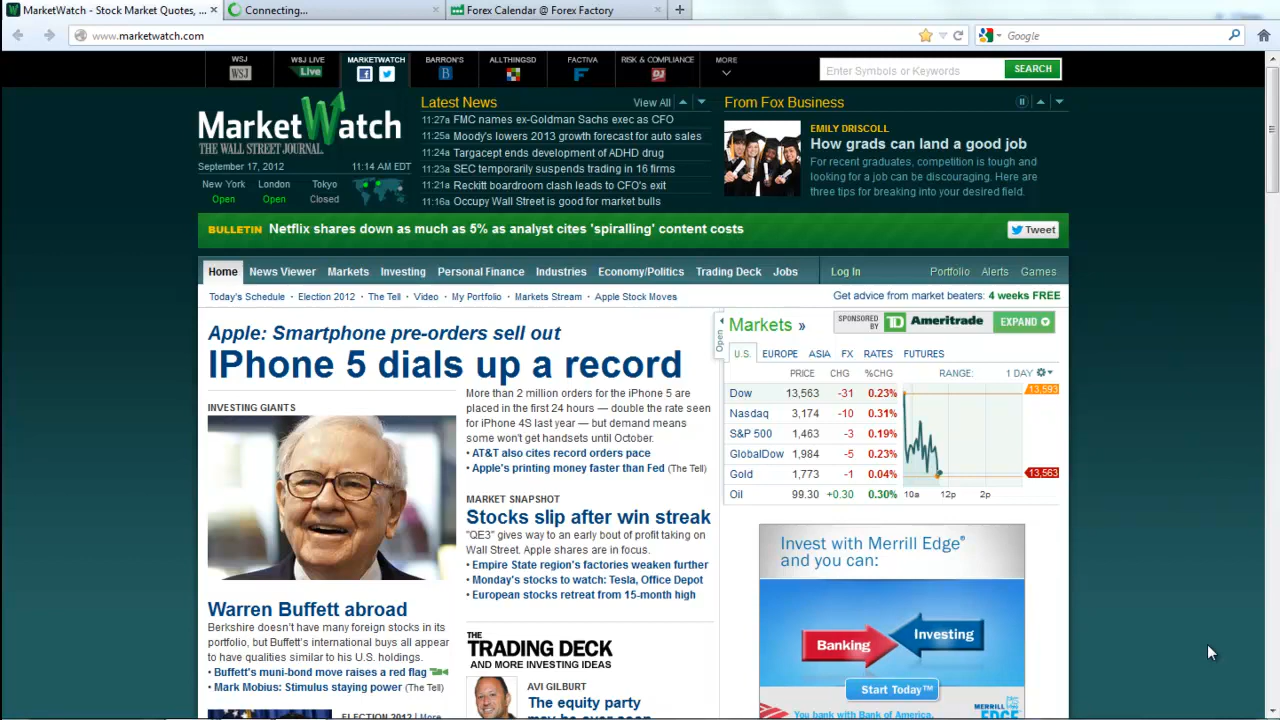 MarketWatch - Stock Market Quotes, ...
Connecting...
Forex Calendar @ Forex Factory
www.marketwatch.com
Google
WSJ
WSJ
WSJ LIVE
Live
MARKETWATCH
BARRON'S
B
ALLTHINGSD
FACTIVA
RISK & COMPLIANCE
DJ
MORE
Enter Symbols or Keywords
SEARCH
MarketWatch
THE WALL STREET JOURNAL.
September 17, 2012 11:14 AM EDT
New York London Tokyo
Open Open Closed
Latest News View All
11:27a FMC names ex-Goldman Sachs exec as CFO
11:25a Moody's lowers 2013 growth forecast for auto sales
11:24a Targacept ends development of ADHD drug
11:23a SEC temporarily suspends trading in 16 firms
11:21a Reckitt boardroom clash leads to CFO's exit
11:16a Occupy Wall Street is good for market bulls
From Fox Business
EMILY DRISCOLL
How grads can land a good job
For recent graduates, competition is tough and
looking for a job can be discouraging. Here are
three tips for breaking into your desired field.
BULLETIN Netflix shares down as much as 5% as analyst cites 'spiralling' content costs
Tweet
Home News Viewer Markets Investing Personal Finance Industries Economy/Politics Trading Deck Jobs Log In Portfolio Alerts Games
Today's Schedule • Election 2012 • The Tell • Video • My Portfolio • Markets Stream • Apple Stock Moves
Get advice from market beaters: 4 weeks FREE
Apple: Smartphone pre-orders sell out
IPhone 5 dials up a record
INVESTING GIANTS
Warren Buffett abroad
Berkshire doesn't have many foreign stocks in its
portfolio, but Buffett's international buys all appear
to have qualities similar to his U.S. holdings.
• Buffett's muni-bond move raises a red flag
• Mark Mobius: Stimulus staying power (The Tell)
ELECTION 2012 | More
More than 2 million orders for the iPhone 5 are
placed in the first 24 hours — double the rate seen
for iPhone 4S last year — but demand means
some won't get handsets until October.
• AT&T also cites record orders pace
• Apple's printing money faster than Fed (The Tell)
MARKET SNAPSHOT
Stocks slip after win streak
"QE3" gives way to an early bout of profit taking on
Wall Street. Apple shares are in focus.
• Empire State region's factories weaken further
• Monday's stocks to watch: Tesla, Office Depot
• European stocks retreat from 15-month high
THE
TRADING DECK
AND MORE INVESTING IDEAS
AVI GILBURT
The equity party
may be over soon
Open
Markets »
SPONSORED
BY
TD Ameritrade
EXPAND
U.S. EUROPE ASIA FX RATES FUTURES
PRICE CHG %CHG RANGE: 1 DAY
Dow 13,563 -31 0.23%
Nasdaq 3,174 -10 0.31%
S&P 500 1,463 -3 0.19%
GlobalDow 1,984 -5 0.23%
Gold 1,773 -1 0.04%
Oil 99.30 +0.30 0.30%
13,593
13,563
10a 12p 2p
Invest with Merrill Edge®
and you can:
Banking
Investing
Start Today™
You bank with Bank of America.
MERRILL
EDGE